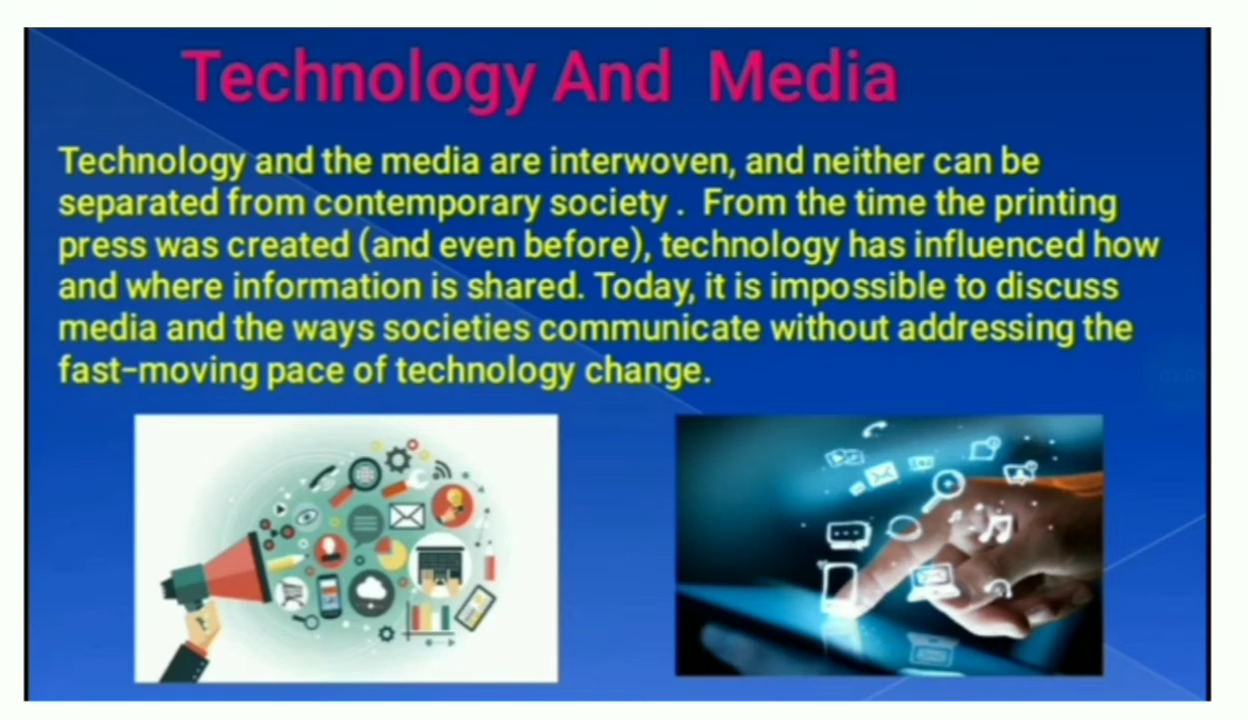 Technology And Media
Technology and the media are interwoven, and neither can be
separated from contemporary society . From the time the printing
press was created (and even before), technology has influenced how
and where information is shared. Today, it is impossible to discuss
media and the ways societies communicate without addressing the
fast-moving pace of technology change.